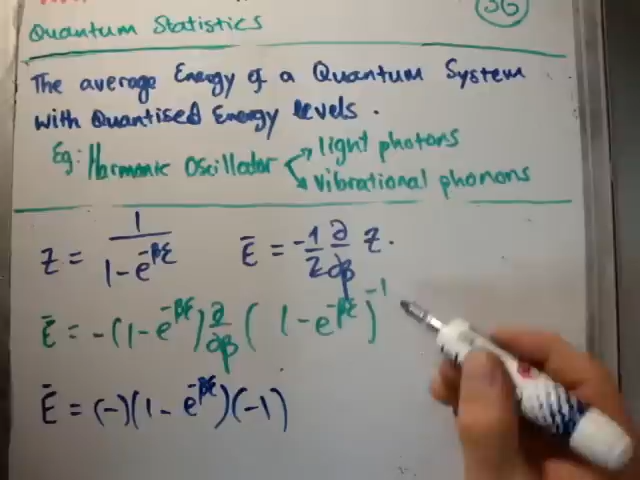 36
Quantum Statistics
The average Energy of a Quantum System
with Quantised Energy levels.
Eg: Harmonic Oscillator → light photons
→ vibrational phonons
Z = 1/(1-e^{-βε})   Ē = -1/Z ∂/∂β Z.
Ē = -(1-e^{-βε}) ∂/∂β (1-e^{-βε})^{-1}
Ē = (-)(1-e^{-βε})(-1)